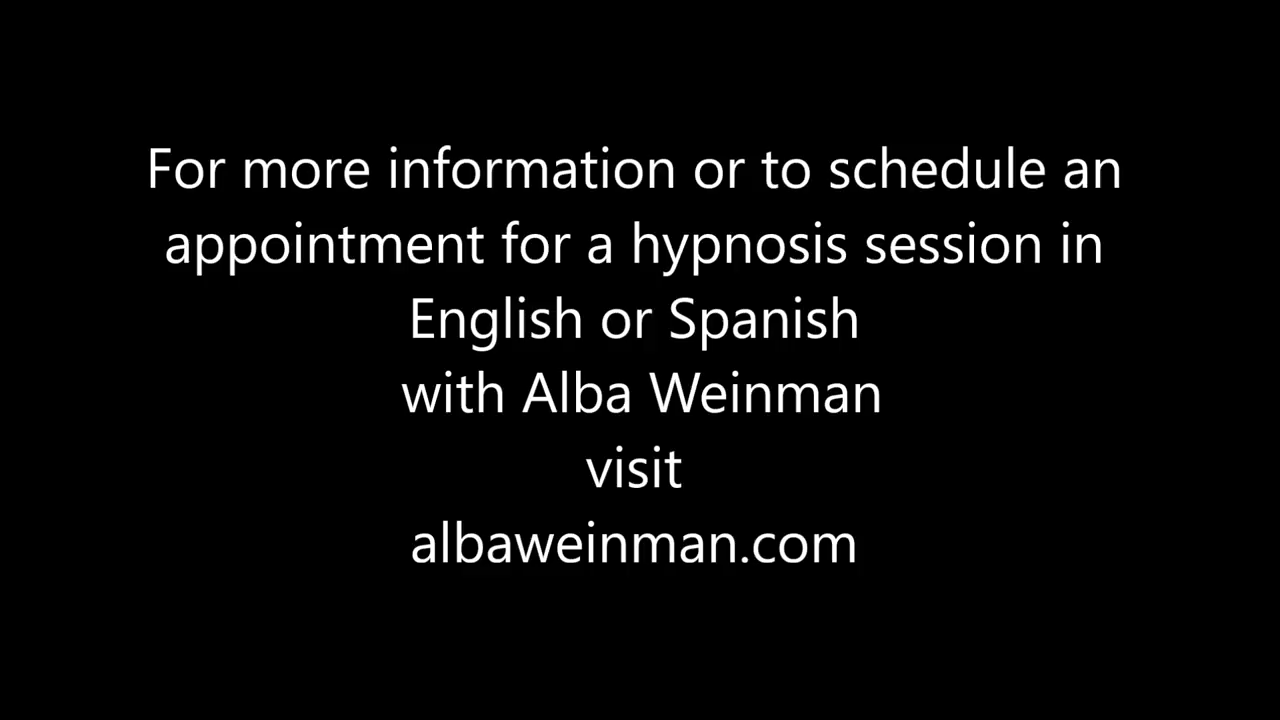 For more information or to schedule an
appointment for a hypnosis session in
English or Spanish
with Alba Weinman
visit
albaweinman.com